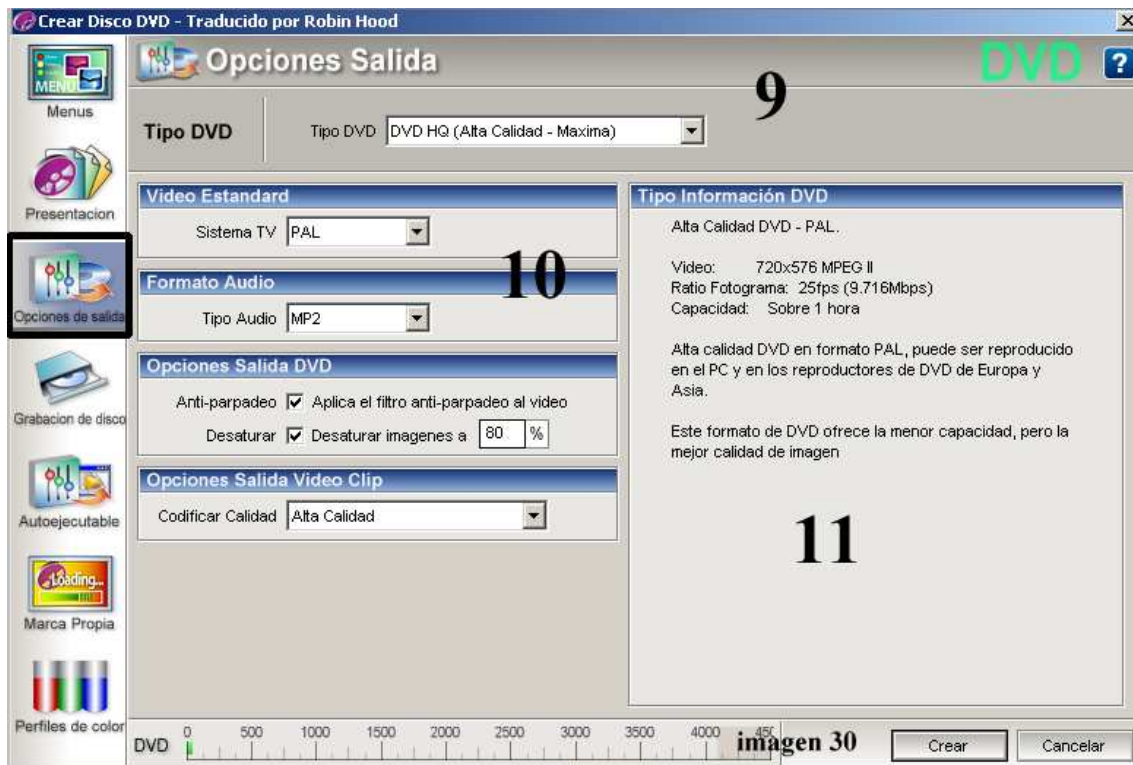 Crear Disco DVD - Traducido por Robin Hood
MENU
Menus
Presentacion
Opciones de salida
Grabacion de disco
Autoejecutable
Loading...
Marca Propia
Perfiles de color
Opciones Salida
DVD
?
9
Tipo DVD
Tipo DVD DVD HQ (Alta Calidad - Maxima)
Video Estandard
Sistema TV PAL
10
Formato Audio
Tipo Audio MP2
Opciones Salida DVD
Anti-parpadeo Aplica el filtro anti-parpadeo al video
Desaturar Desaturar imagenes a 80 %
Opciones Salida Video Clip
Codificar Calidad Alta Calidad
Tipo Información DVD
Alta Calidad DVD - PAL.
Video: 720x576 MPEG II
Ratio Fotograma: 25fps (9.716Mbps)
Capacidad: Sobre 1 hora
Alta calidad DVD en formato PAL, puede ser reproducido
en el PC y en los reproductores de DVD de Europa y
Asia.
Este formato de DVD ofrece la menor capacidad, pero la
mejor calidad de imagen
11
DVD 0 500 1000 1500 2000 2500 3000 3500 4000
imagen 30
Crear
Cancelar